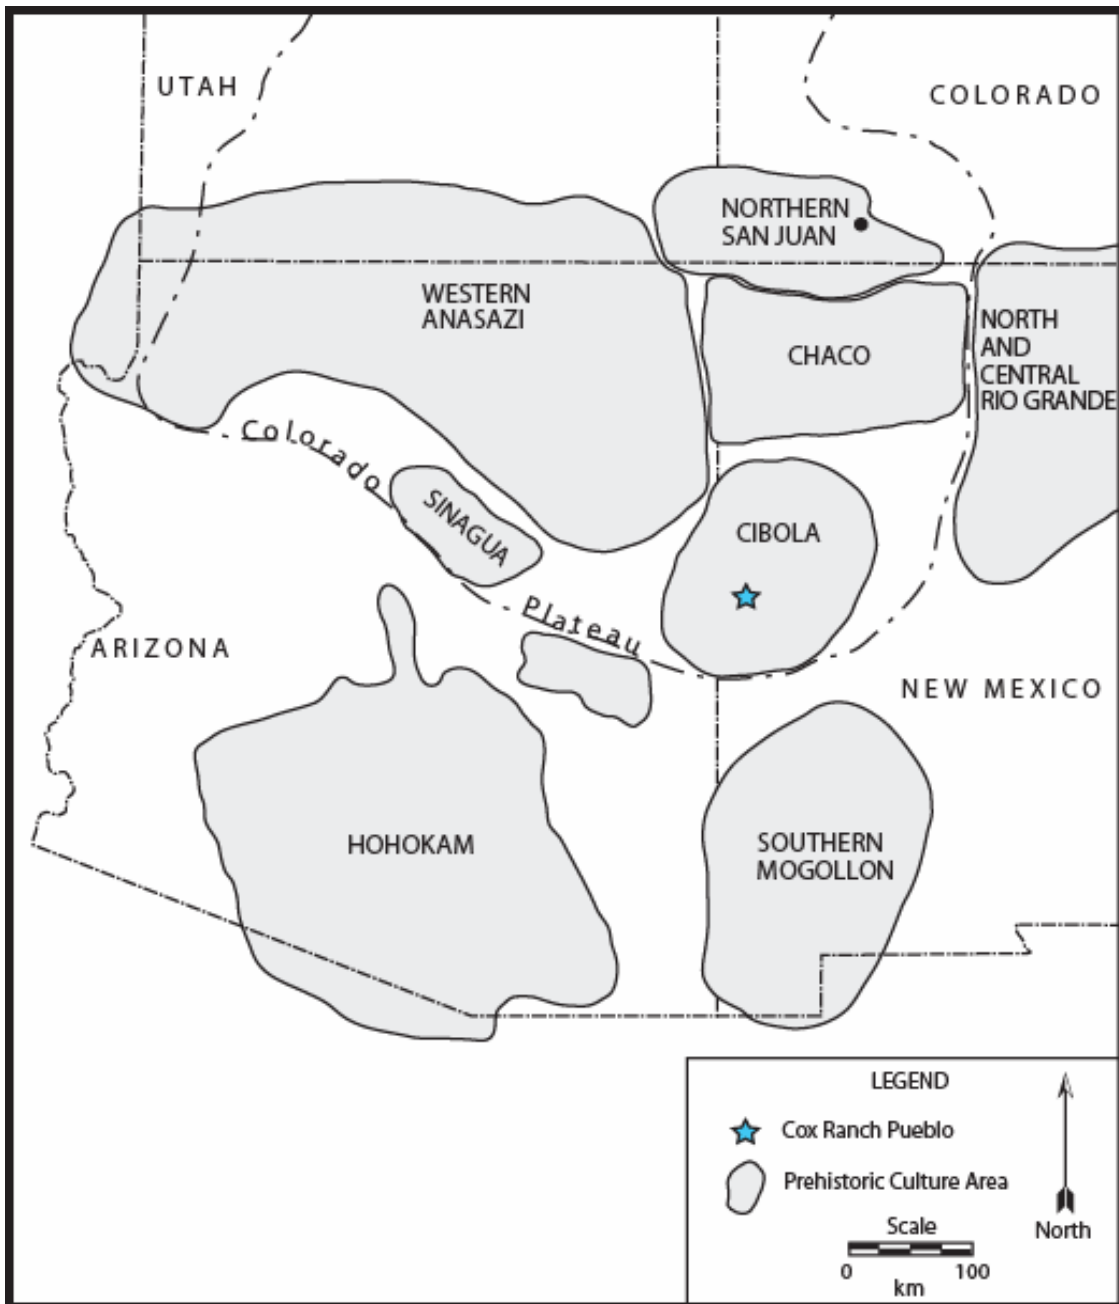 UTAH
COLORADO
NORTHERN
SAN JUAN
WESTERN
ANASAZI
CHACO
NORTH
AND
CENTRAL
RIO GRANDE
Colorado
SINAGUA
CIBOLA
Plateau
ARIZONA
NEW MEXICO
HOHOKAM
SOUTHERN
MOGOLLON
LEGEND
Cox Ranch Pueblo
Prehistoric Culture Area
Scale
0 100
km
North